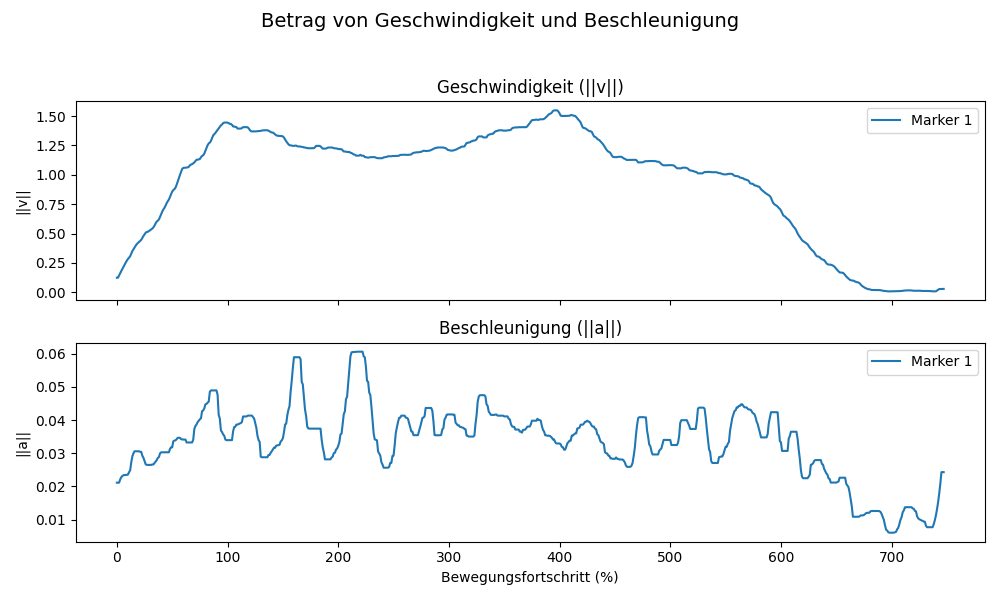 Betrag von Geschwindigkeit und Beschleunigung
Geschwindigkeit (||v||)
||v||
1.50
1.25
1.00
0.75
0.50
0.25
0.00
Marker 1
Beschleunigung (||a||)
||a||
0.06
0.05
0.04
0.03
0.02
0.01
Marker 1
0 100 200 300 400 500 600 700
Bewegungsfortschritt (%)